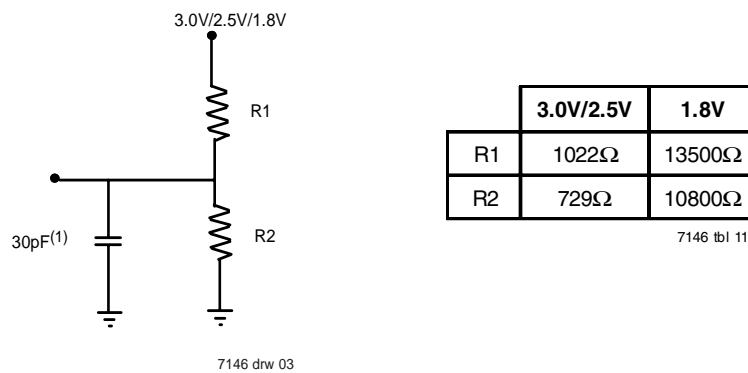 3.0V/2.5V/1.8V
R1
30pF(1)
R2
7146 drw 03
3.0V/2.5V 1.8V
R1 1022Ω 13500Ω
R2 729Ω 10800Ω
7146 tbl 11